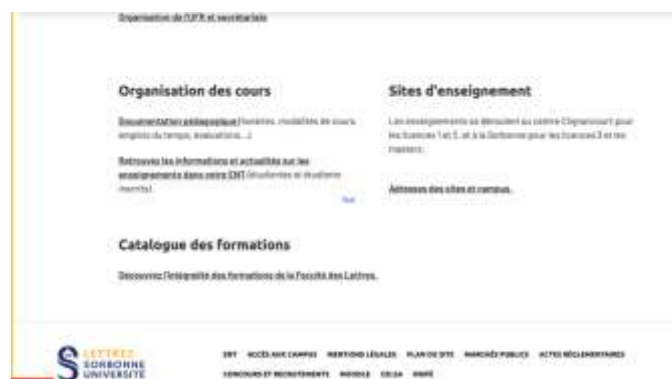 Organisation de l'UFR et secrétariats
Organisation des cours
Documentation pédagogique (horaires, modalités de cours,
emplois du temps, évaluations...)
Retrouvez les informations et actualités sur les
enseignements dans votre ENT (étudiantes et étudiants
inscrits)
Sites d'enseignement
Les enseignements se déroulent au centre Clignancourt pour
les licences 1 et 2, et à la Sorbonne pour les licences 3 et les
masters.
Adresses des sites et campus.
Catalogue des formations
Découvrez l'intégralité des formations de la Faculté des Lettres.
LETTRES
SORBONNE
UNIVERSITÉ
ENT ACCÈS AUX CAMPUS MENTIONS LÉGALES PLAN DU SITE MARCHÉS PUBLICS ACTES RÉGLEMENTAIRES
CONCOURS ET RECRUTEMENTS MOODLE CELSA INSPÉ